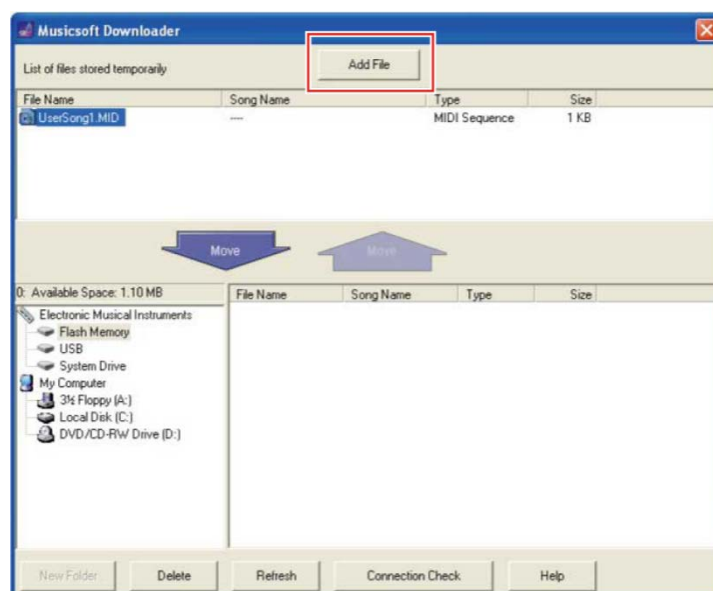 Musicsoft Downloader
List of files stored temporarily
Add File
File Name Song Name Type Size
UserSong1.MID ---- MIDI Sequence 1 KB
Move Move
0: Available Space: 1.10 MB
File Name Song Name Type Size
Electronic Musical Instruments
Flash Memory
USB
System Drive
My Computer
3½ Floppy (A:)
Local Disk (C:)
DVD/CD-RW Drive (D:)
New Folder Delete Refresh Connection Check Help